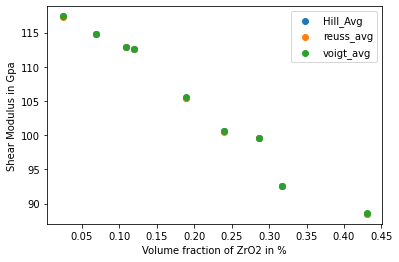 Hill_Avg
reuss_avg
voigt_avg
Shear Modulus in Gpa
115
110
105
100
95
90
0.05 0.10 0.15 0.20 0.25 0.30 0.35 0.40 0.45
Volume fraction of ZrO2 in %